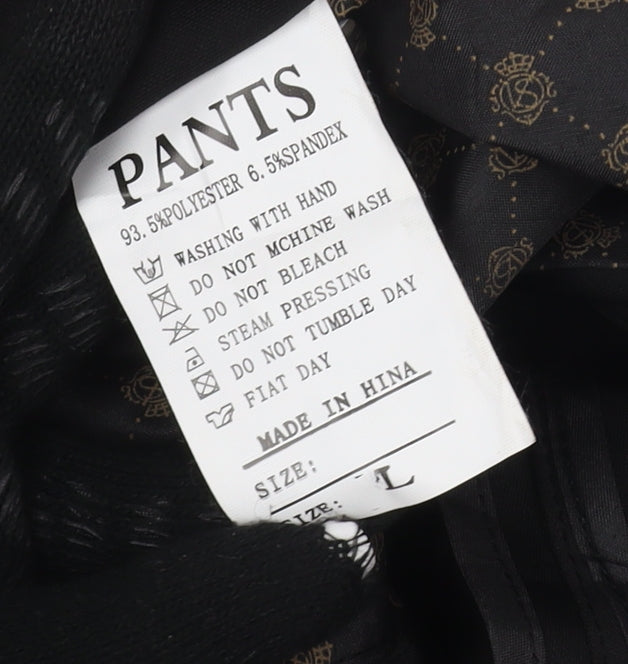 PANTS
93.5%POLYESTER 6.5%SPANDEX
WASHING WITH HAND
DO NOT MCHINE WASH
DO NOT BLEACH
STEAM PRESSING
DO NOT TUMBLE DAY
FIAT DAY
MADE IN HINA
SIZE:
SIZE: L